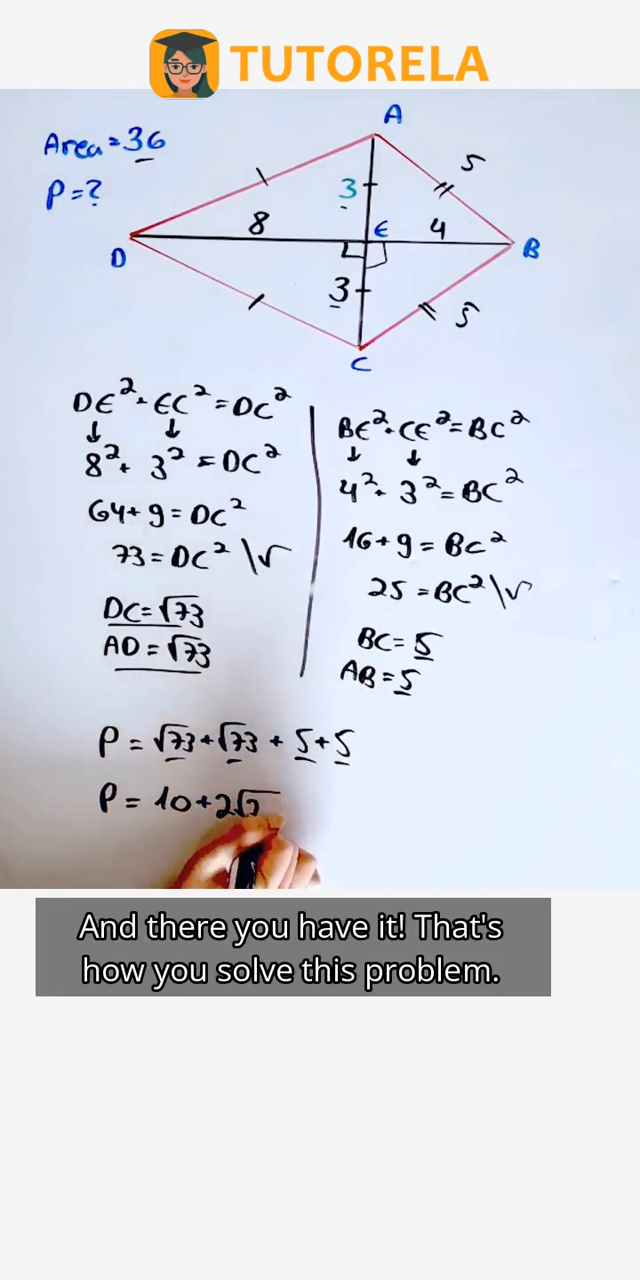 TUTORELA
Area = 36
P = ?
A
5
3
8
E
4
D
B
3
5
C
DE² + EC² = DC²
↓ ↓
8² + 3² = DC²
64 + 9 = DC²
73 = DC² \√
DC = √73
AD = √73
BE² + CE² = BC²
↓ ↓
4² + 3² = BC²
16 + 9 = BC²
25 = BC² \√
BC = 5
AB = 5
P = √73 + √73 + 5 + 5
P = 10 + 2√7
And there you have it! That's
how you solve this problem.